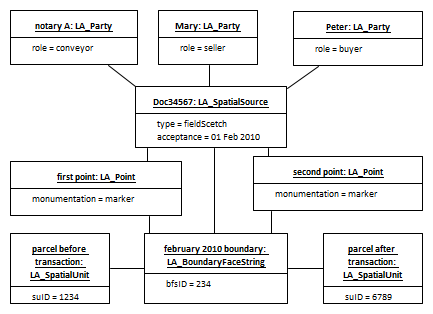 notary A: LA_Party
role = conveyor
Mary: LA_Party
role = seller
Peter: LA_Party
role = buyer
Doc34567: LA_SpatialSource
type = fieldScetch
acceptance = 01 Feb 2010
first point: LA_Point
monumentation = marker
second point: LA_Point
monumentation = marker
parcel before
transaction:
LA_SpatialUnit
suID = 1234
february 2010 boundary:
LA_BoundaryFaceString
bfsID = 234
parcel after
transaction:
LA_SpatialUnit
suID = 6789